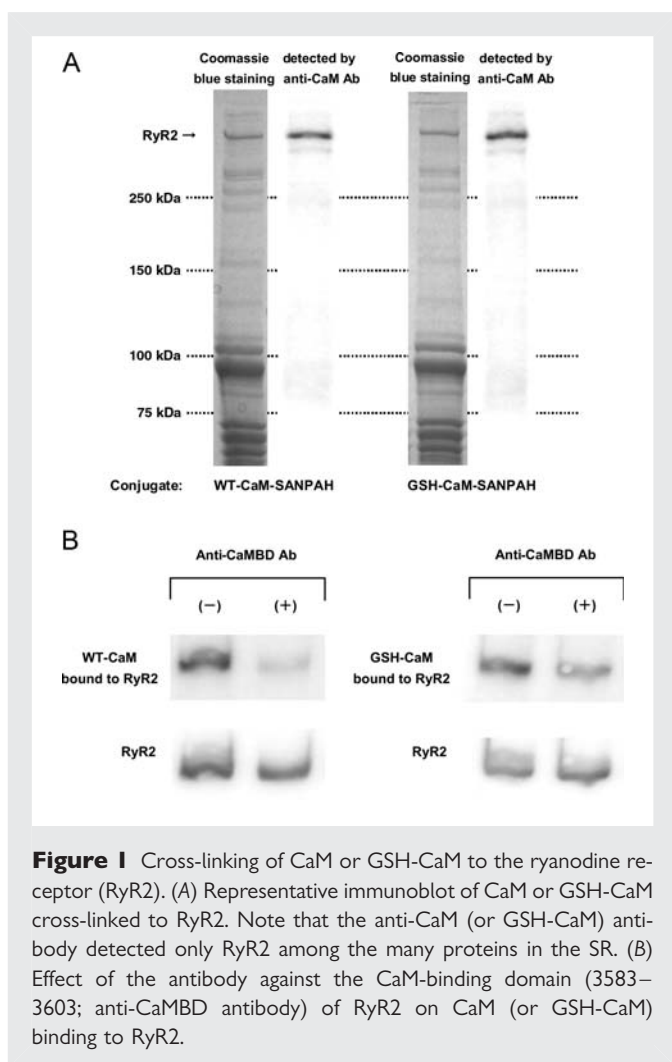 A
Coomassie detected by
blue staining anti-CaM Ab
Coomassie detected by
blue staining anti-CaM Ab
RyR2 →
250 kDa
150 kDa
100 kDa
75 kDa
Conjugate: WT-CaM-SANPAH GSH-CaM-SANPAH
B
Anti-CaMBD Ab
Anti-CaMBD Ab
(−) (+)
(−) (+)
WT-CaM
bound to RyR2
GSH-CaM
bound to RyR2
RyR2
RyR2
Figure 1 Cross-linking of CaM or GSH-CaM to the ryanodine re-
ceptor (RyR2). (A) Representative immunoblot of CaM or GSH-CaM
cross-linked to RyR2. Note that the anti-CaM (or GSH-CaM) anti-
body detected only RyR2 among the many proteins in the SR. (B)
Effect of the antibody against the CaM-binding domain (3583–
3603; anti-CaMBD antibody) of RyR2 on CaM (or GSH-CaM)
binding to RyR2.